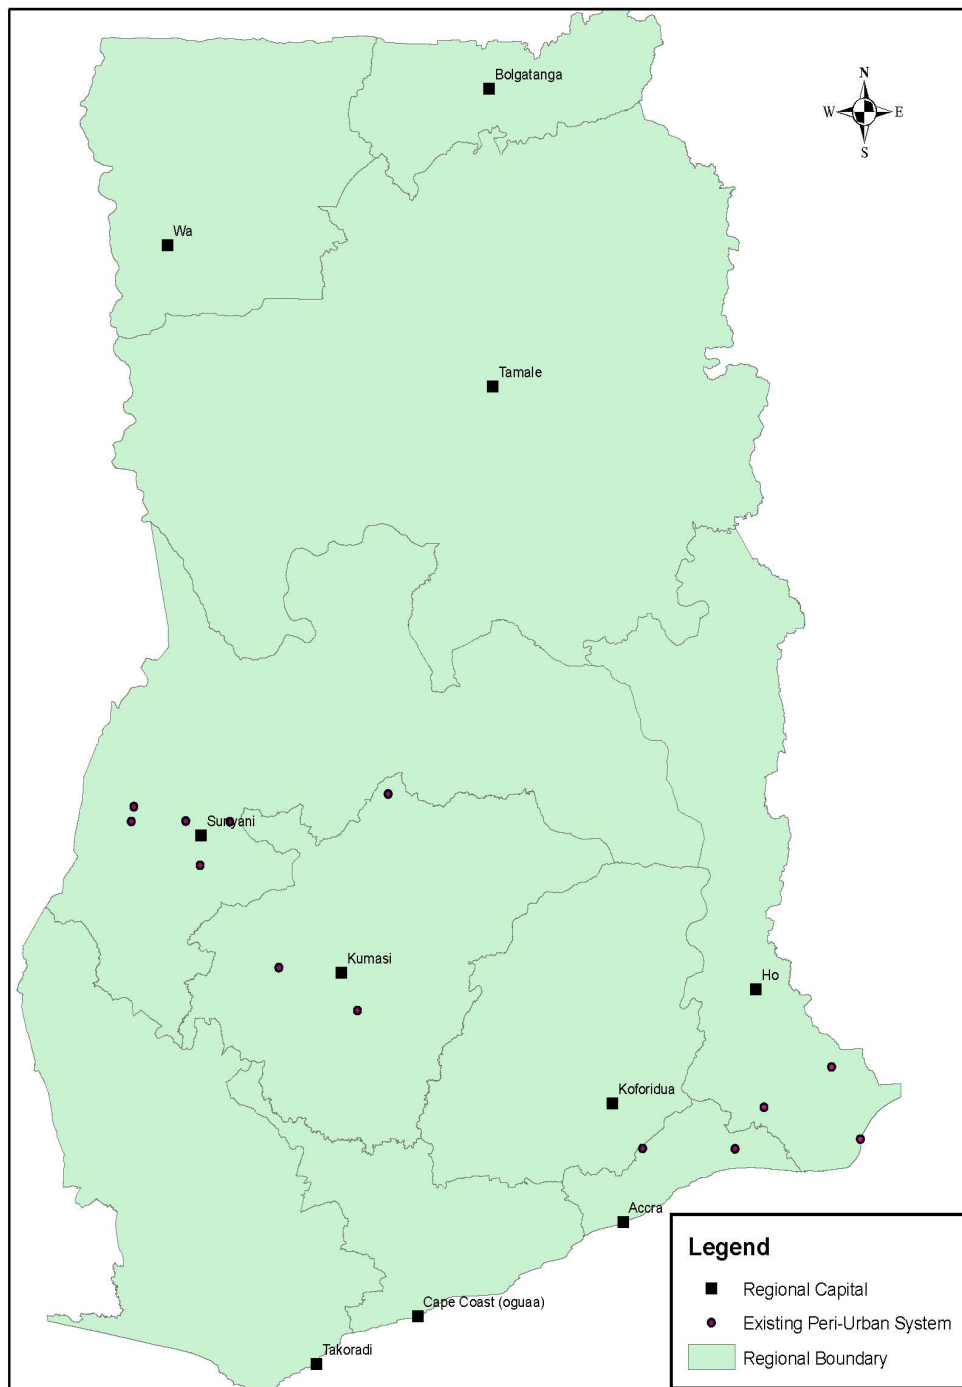 Bolgatanga
N
W E
S
Wa
Tamale
Sunyani
Kumasi
Ho
Koforidua
Accra
Cape Coast (oguaa)
Takoradi
Legend
Regional Capital
Existing Peri-Urban System
Regional Boundary